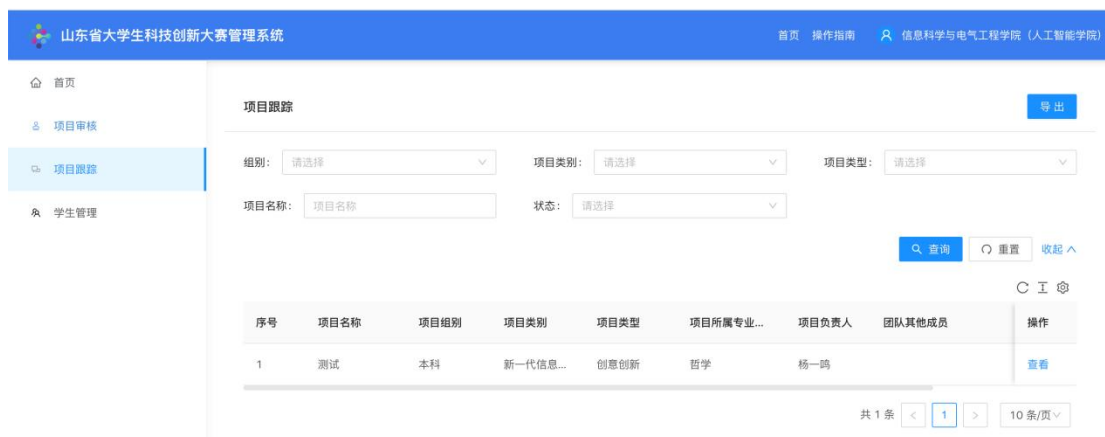 山东省大学生科技创新大赛管理系统 首页 操作指南 信息科学与电气工程学院（人工智能学院）
首页
项目审核
项目跟踪
学生管理
项目跟踪 导出
组别： 请选择 项目类别： 请选择 项目类型： 请选择
项目名称： 项目名称 状态： 请选择
查询 重置 收起
序号 项目名称 项目组别 项目类别 项目类型 项目所属专业... 项目负责人 团队其他成员 操作
1 测试 本科 新一代信息... 创意创新 哲学 杨一鸣 查看
共 1 条 < 1 > 10 条/页